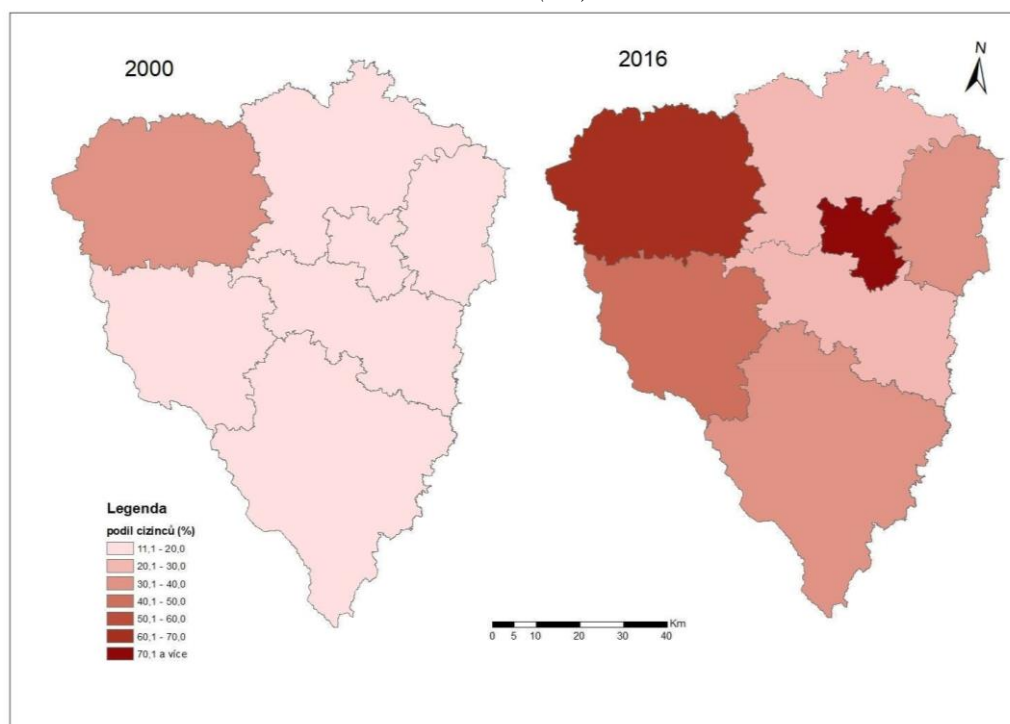 2000
2016
N
Legenda
podíl cizinců (%)
11,1 - 20,0
20,1 - 30,0
30,1 - 40,0
40,1 - 50,0
50,1 - 60,0
60,1 - 70,0
70,1 a více
0 5 10 20 30 40 Km